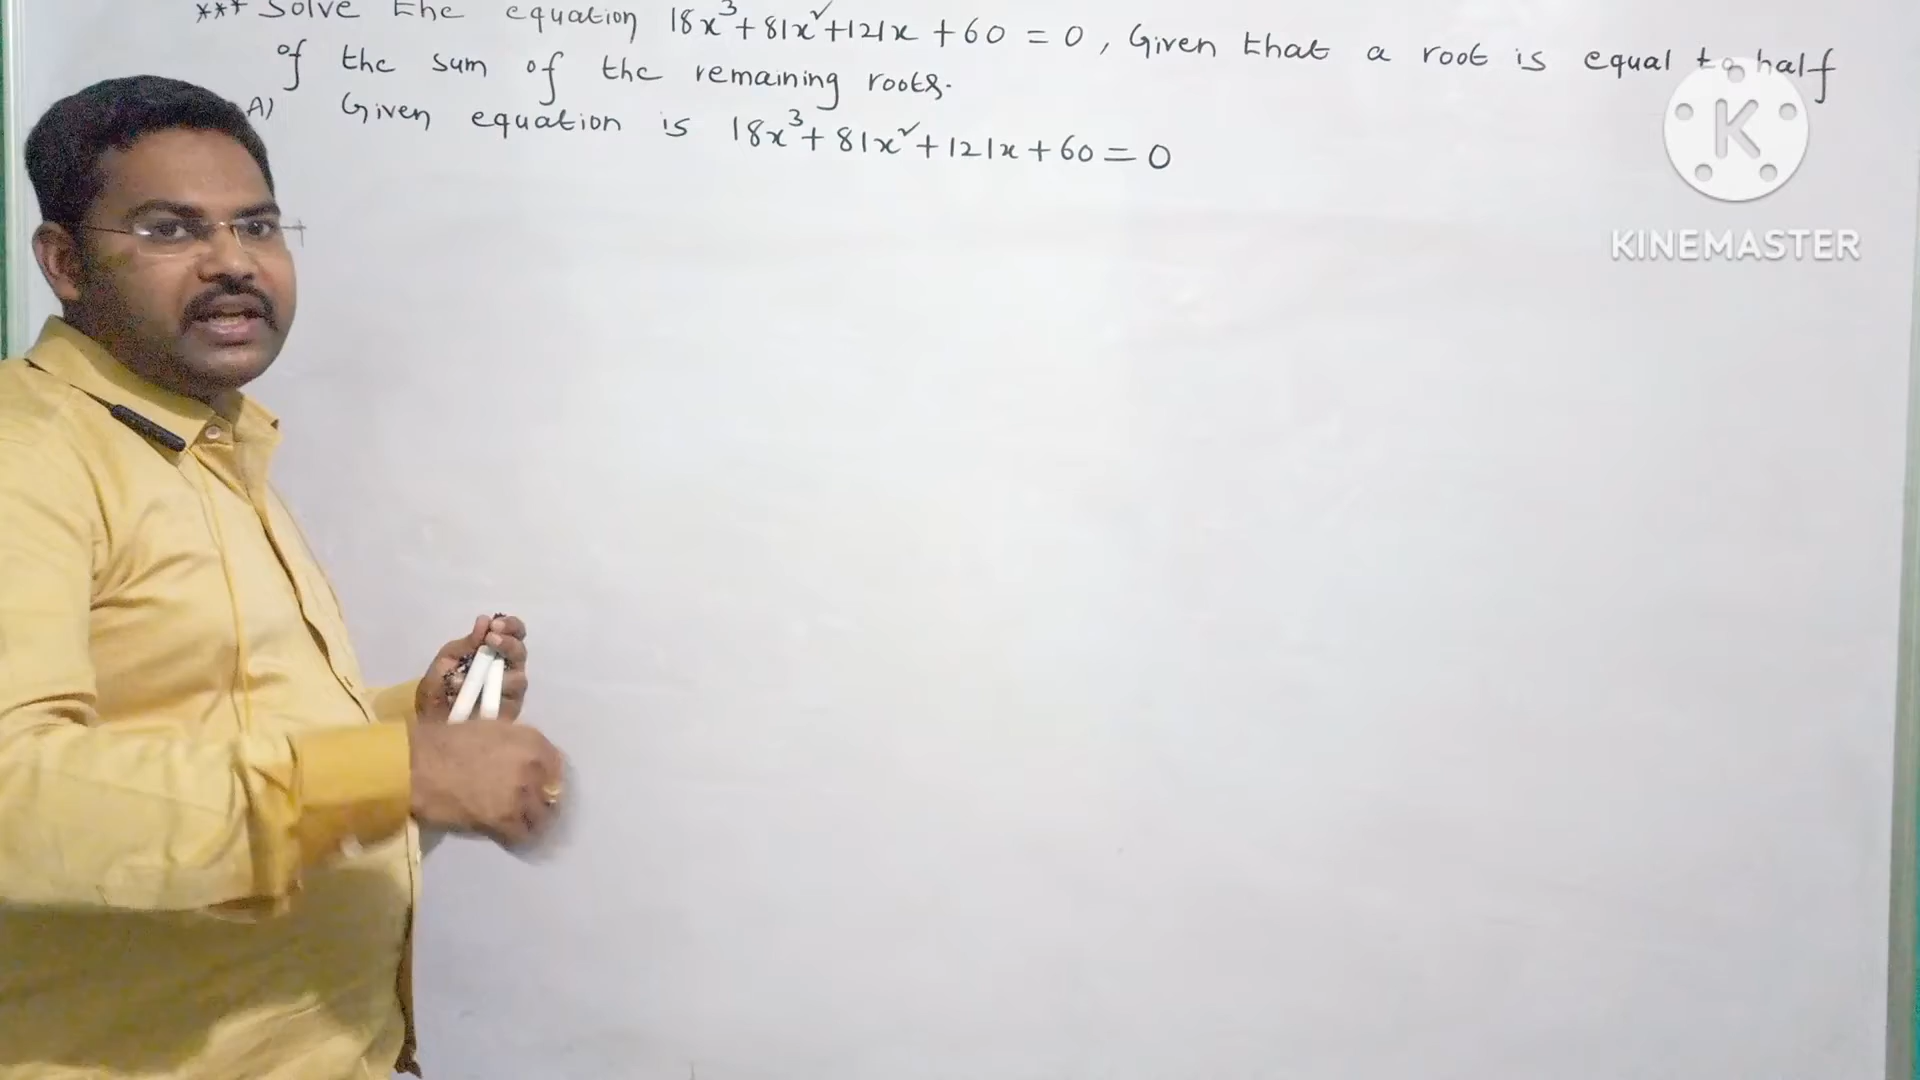 *** Solve the equation 18x³+81x²+121x+60=0, Given that a root is equal to half
of the sum of the remaining roots.
A) Given equation is 18x³+81x²+121x+60=0
K
KINEMASTER